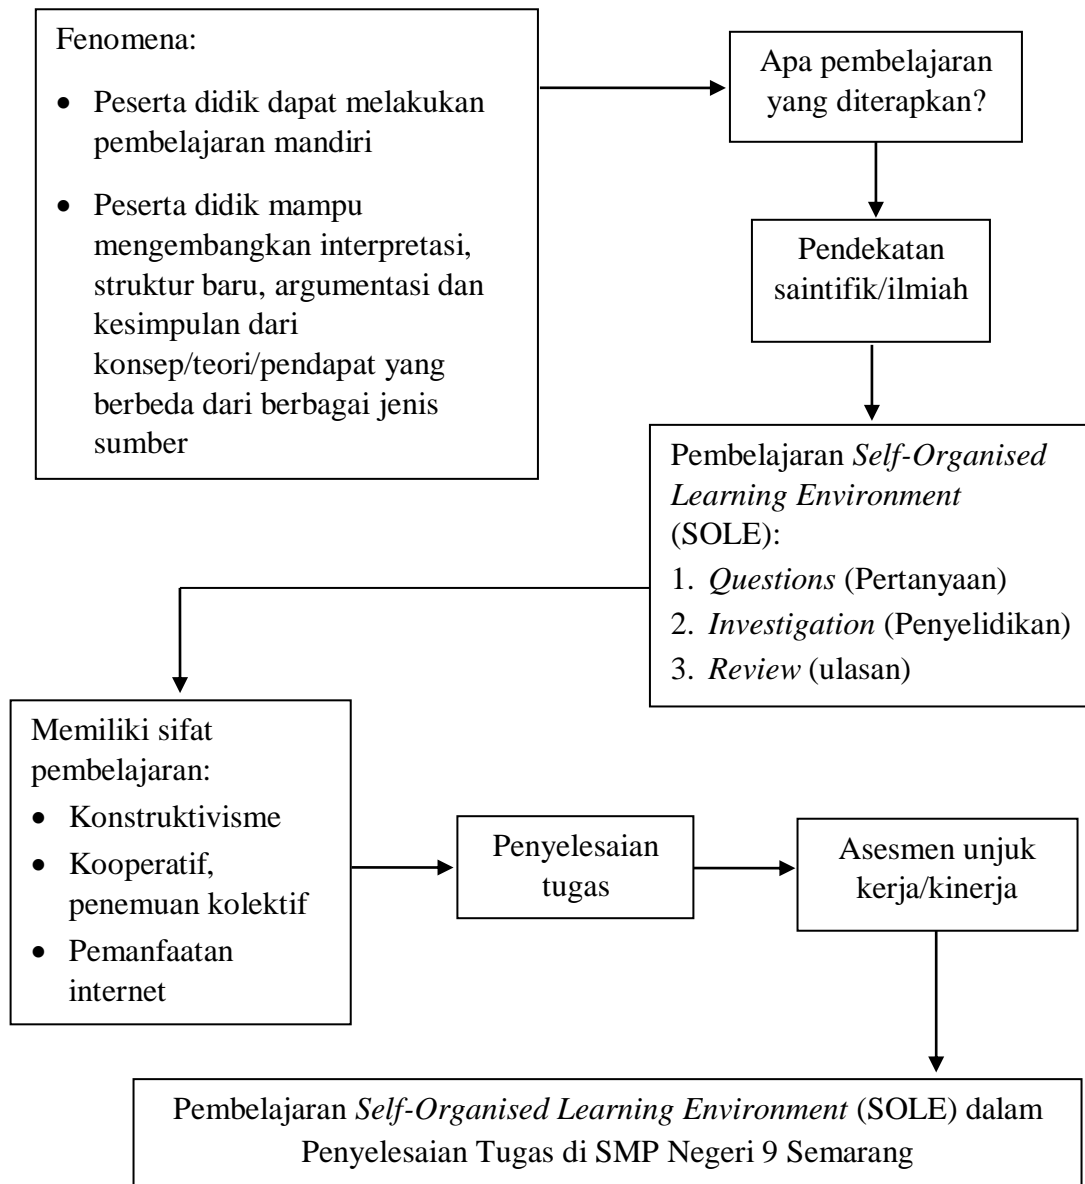 Fenomena:
• Peserta didik dapat melakukan
pembelajaran mandiri
• Peserta didik mampu
mengembangkan interpretasi,
struktur baru, argumentasi dan
kesimpulan dari
konsep/teori/pendapat yang
berbeda dari berbagai jenis
sumber
Apa pembelajaran
yang diterapkan?
Pendekatan
saintifik/ilmiah
Pembelajaran Self-Organised
Learning Environment
(SOLE):
1. Questions (Pertanyaan)
2. Investigation (Penyelidikan)
3. Review (ulasan)
Memiliki sifat
pembelajaran:
• Konstruktivisme
• Kooperatif,
penemuan kolektif
• Pemanfaatan
internet
Penyelesaian
tugas
Asesmen unjuk
kerja/kinerja
Pembelajaran Self-Organised Learning Environment (SOLE) dalam
Penyelesaian Tugas di SMP Negeri 9 Semarang